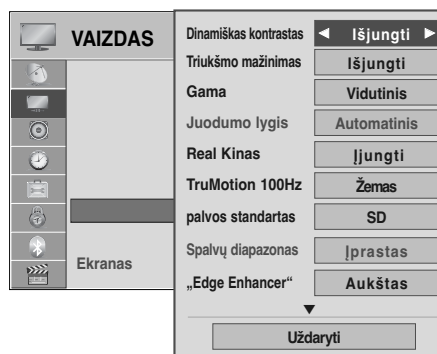 VAIZDAS
Ekranas
Dinamiškas kontrastas ◄ Išjungti ►
Triukšmo mažinimas Išjungti
Gama Vidutinis
Juodumo lygis Automatinis
Real Kinas Įjungti
TruMotion 100Hz Žemas
palvos standartas SD
Spalvų diapazonas Įprastas
„Edge Enhancer“ Aukštas
▼
Uždaryti